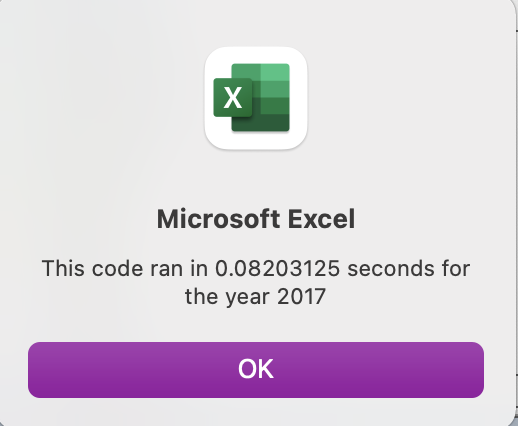 X
Microsoft Excel
This code ran in 0.08203125 seconds for
the year 2017
OK